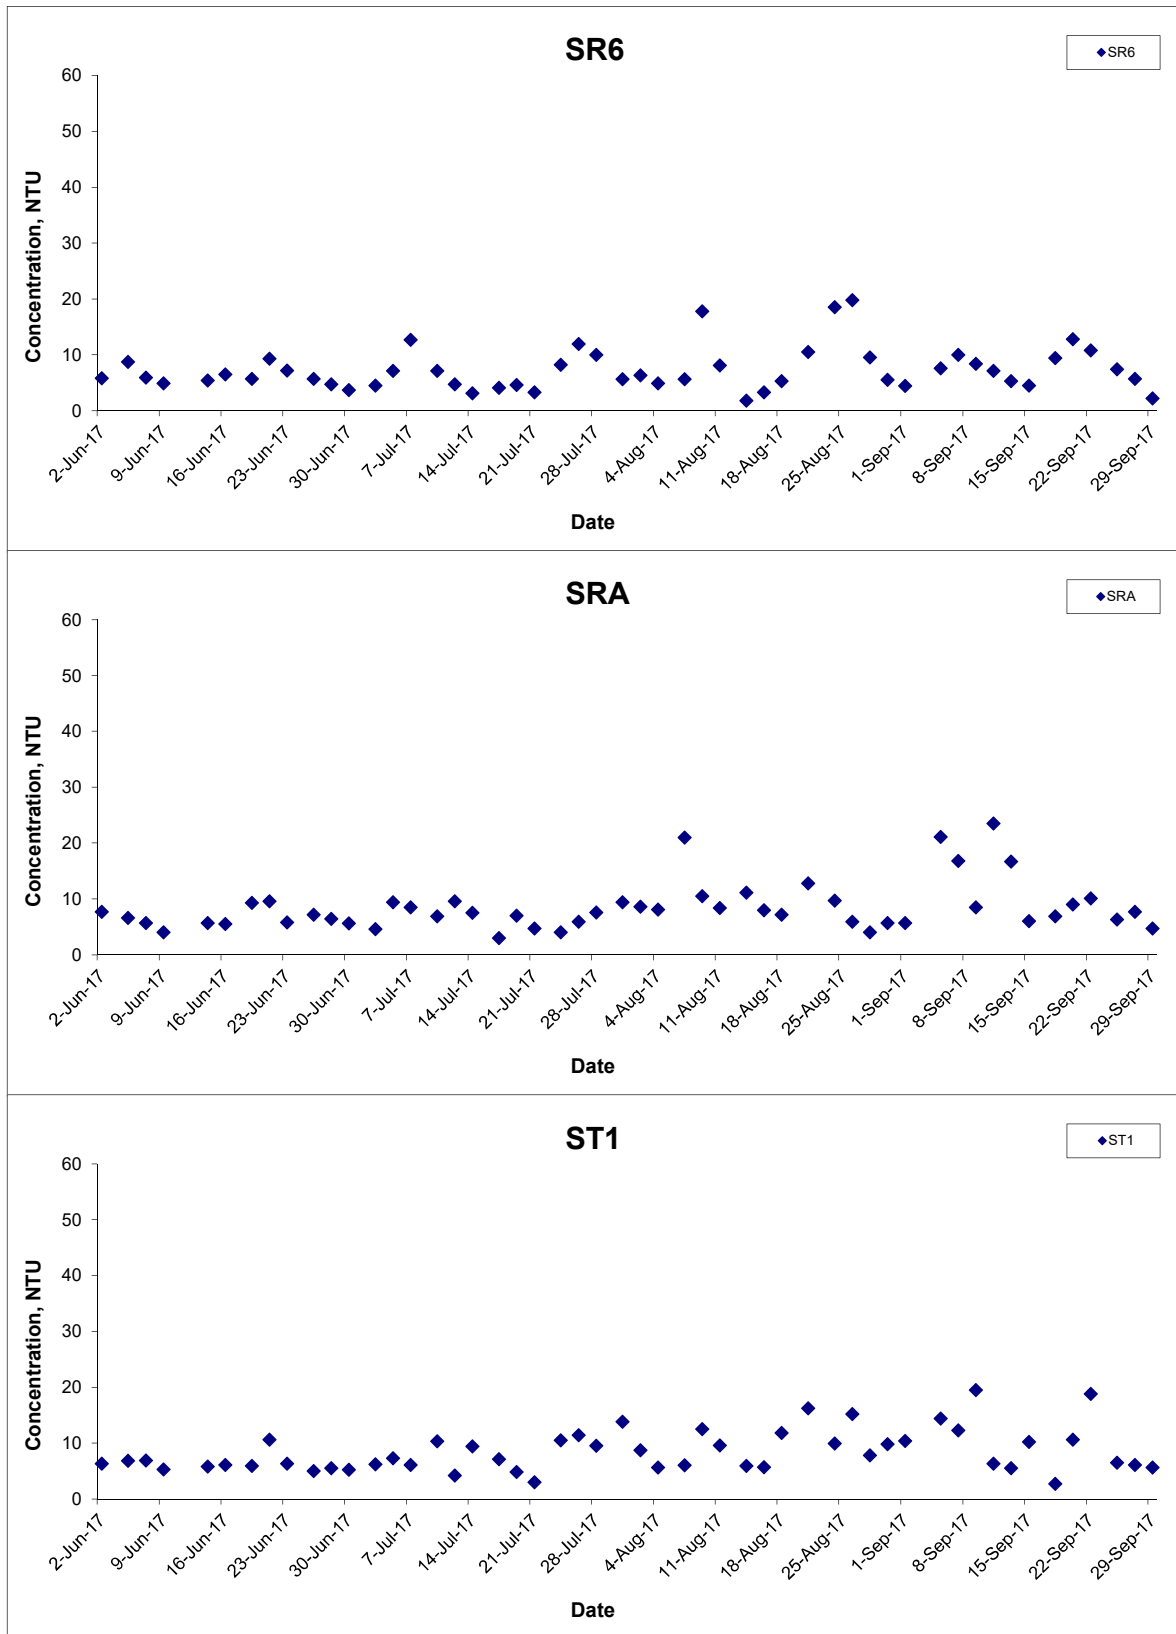 SR6
SR6
Concentration, NTU
60
50
40
30
20
10
0
2-Jun-17
9-Jun-17
16-Jun-17
23-Jun-17
30-Jun-17
7-Jul-17
14-Jul-17
21-Jul-17
28-Jul-17
4-Aug-17
11-Aug-17
18-Aug-17
25-Aug-17
1-Sep-17
8-Sep-17
15-Sep-17
22-Sep-17
29-Sep-17
Date
SRA
SRA
Concentration, NTU
60
50
40
30
20
10
0
2-Jun-17
9-Jun-17
16-Jun-17
23-Jun-17
30-Jun-17
7-Jul-17
14-Jul-17
21-Jul-17
28-Jul-17
4-Aug-17
11-Aug-17
18-Aug-17
25-Aug-17
1-Sep-17
8-Sep-17
15-Sep-17
22-Sep-17
29-Sep-17
Date
ST1
ST1
Concentration, NTU
60
50
40
30
20
10
0
2-Jun-17
9-Jun-17
16-Jun-17
23-Jun-17
30-Jun-17
7-Jul-17
14-Jul-17
21-Jul-17
28-Jul-17
4-Aug-17
11-Aug-17
18-Aug-17
25-Aug-17
1-Sep-17
8-Sep-17
15-Sep-17
22-Sep-17
29-Sep-17
Date